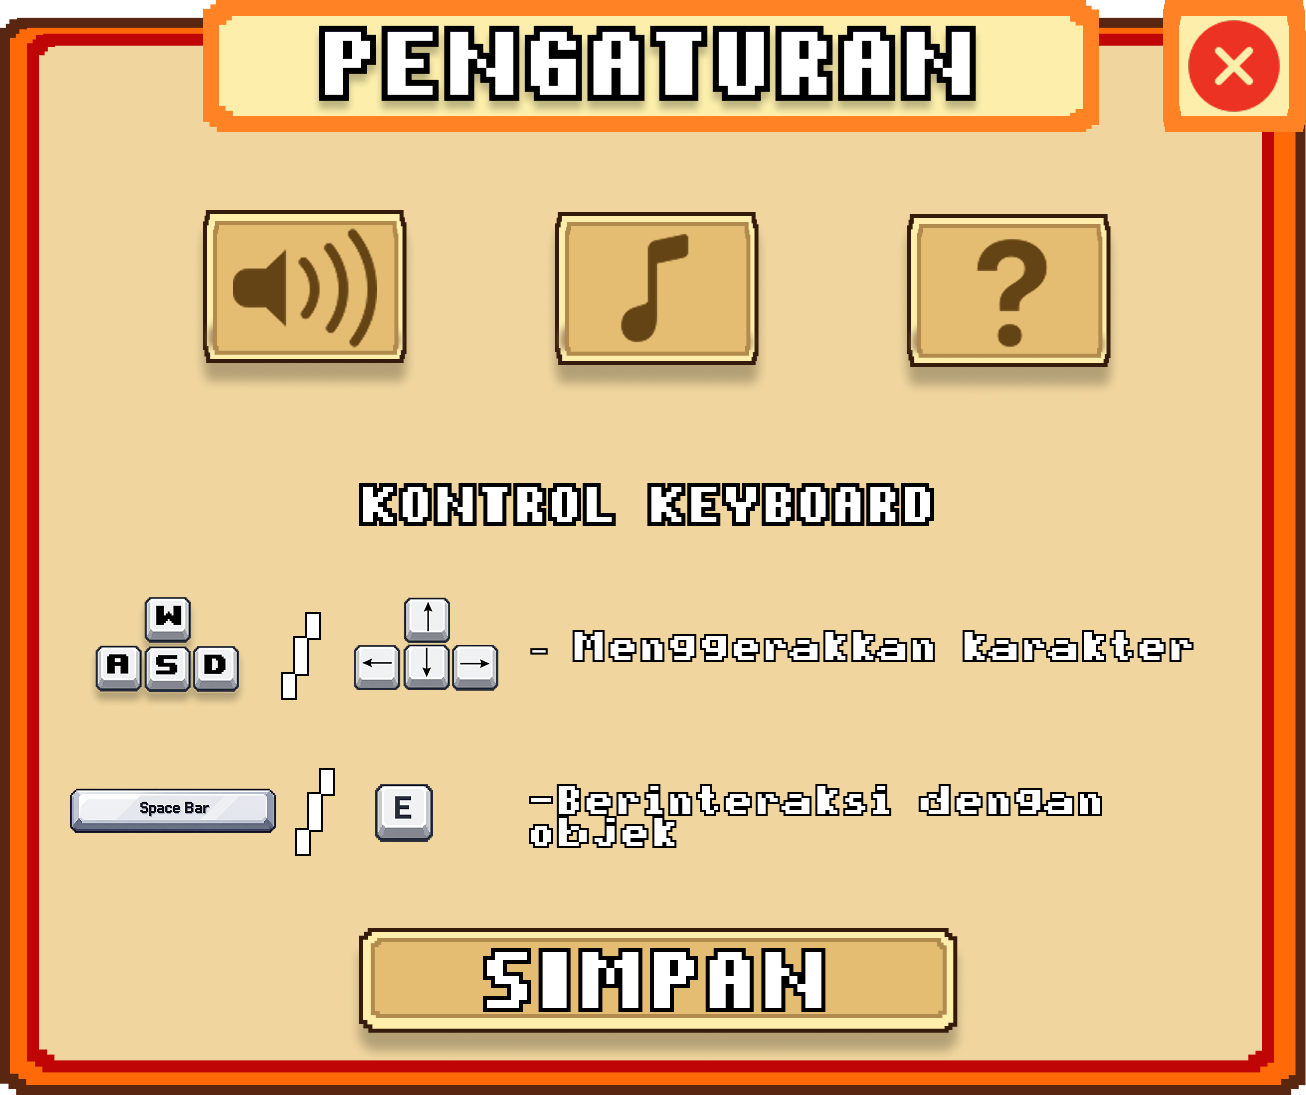 PENGATURAN
?
KONTROL KEYBOARD
W
A S D / ↑ ← ↓ → - Menggerakkan karakter
Space Bar / E -Berinteraksi dengan
objek
SIMPAN